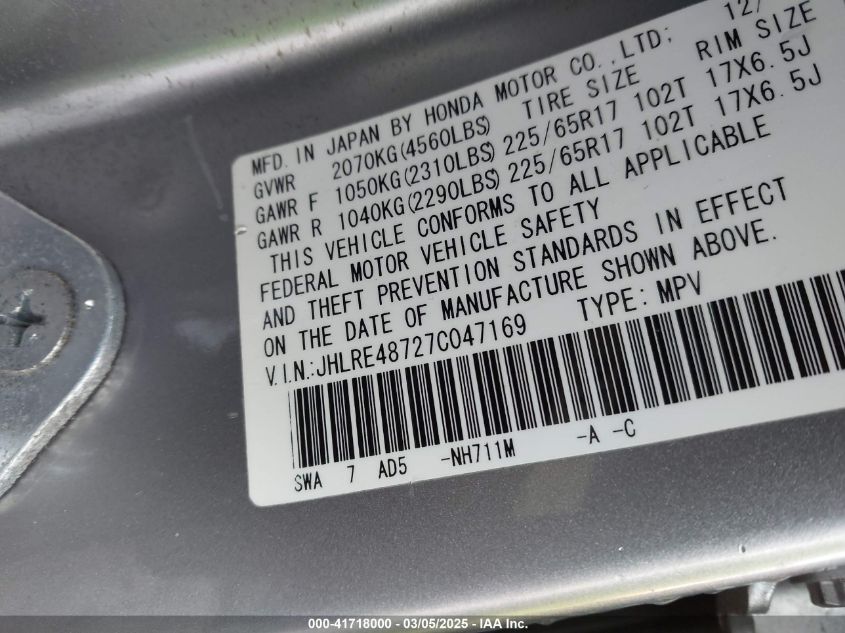 MFD. IN JAPAN BY HONDA MOTOR CO.,LTD; 12/
GVWR 2070KG(4560LBS) TIRE SIZE RIM SIZE
GAWR F 1050KG(2310LBS) 225/65R17 102T 17X6.5J
GAWR R 1040KG(2290LBS) 225/65R17 102T 17X6.5J
THIS VEHICLE CONFORMS TO ALL APPLICABLE
FEDERAL MOTOR VEHICLE SAFETY
AND THEFT PREVENTION STANDARDS IN EFFECT
ON THE DATE OF MANUFACTURE SHOWN ABOVE.
V.I.N.:JHLRE48727C047169 TYPE: MPV
SWA 7 AD5 -NH711M -A -C
000-41718000 - 03/05/2025 - IAA Inc.